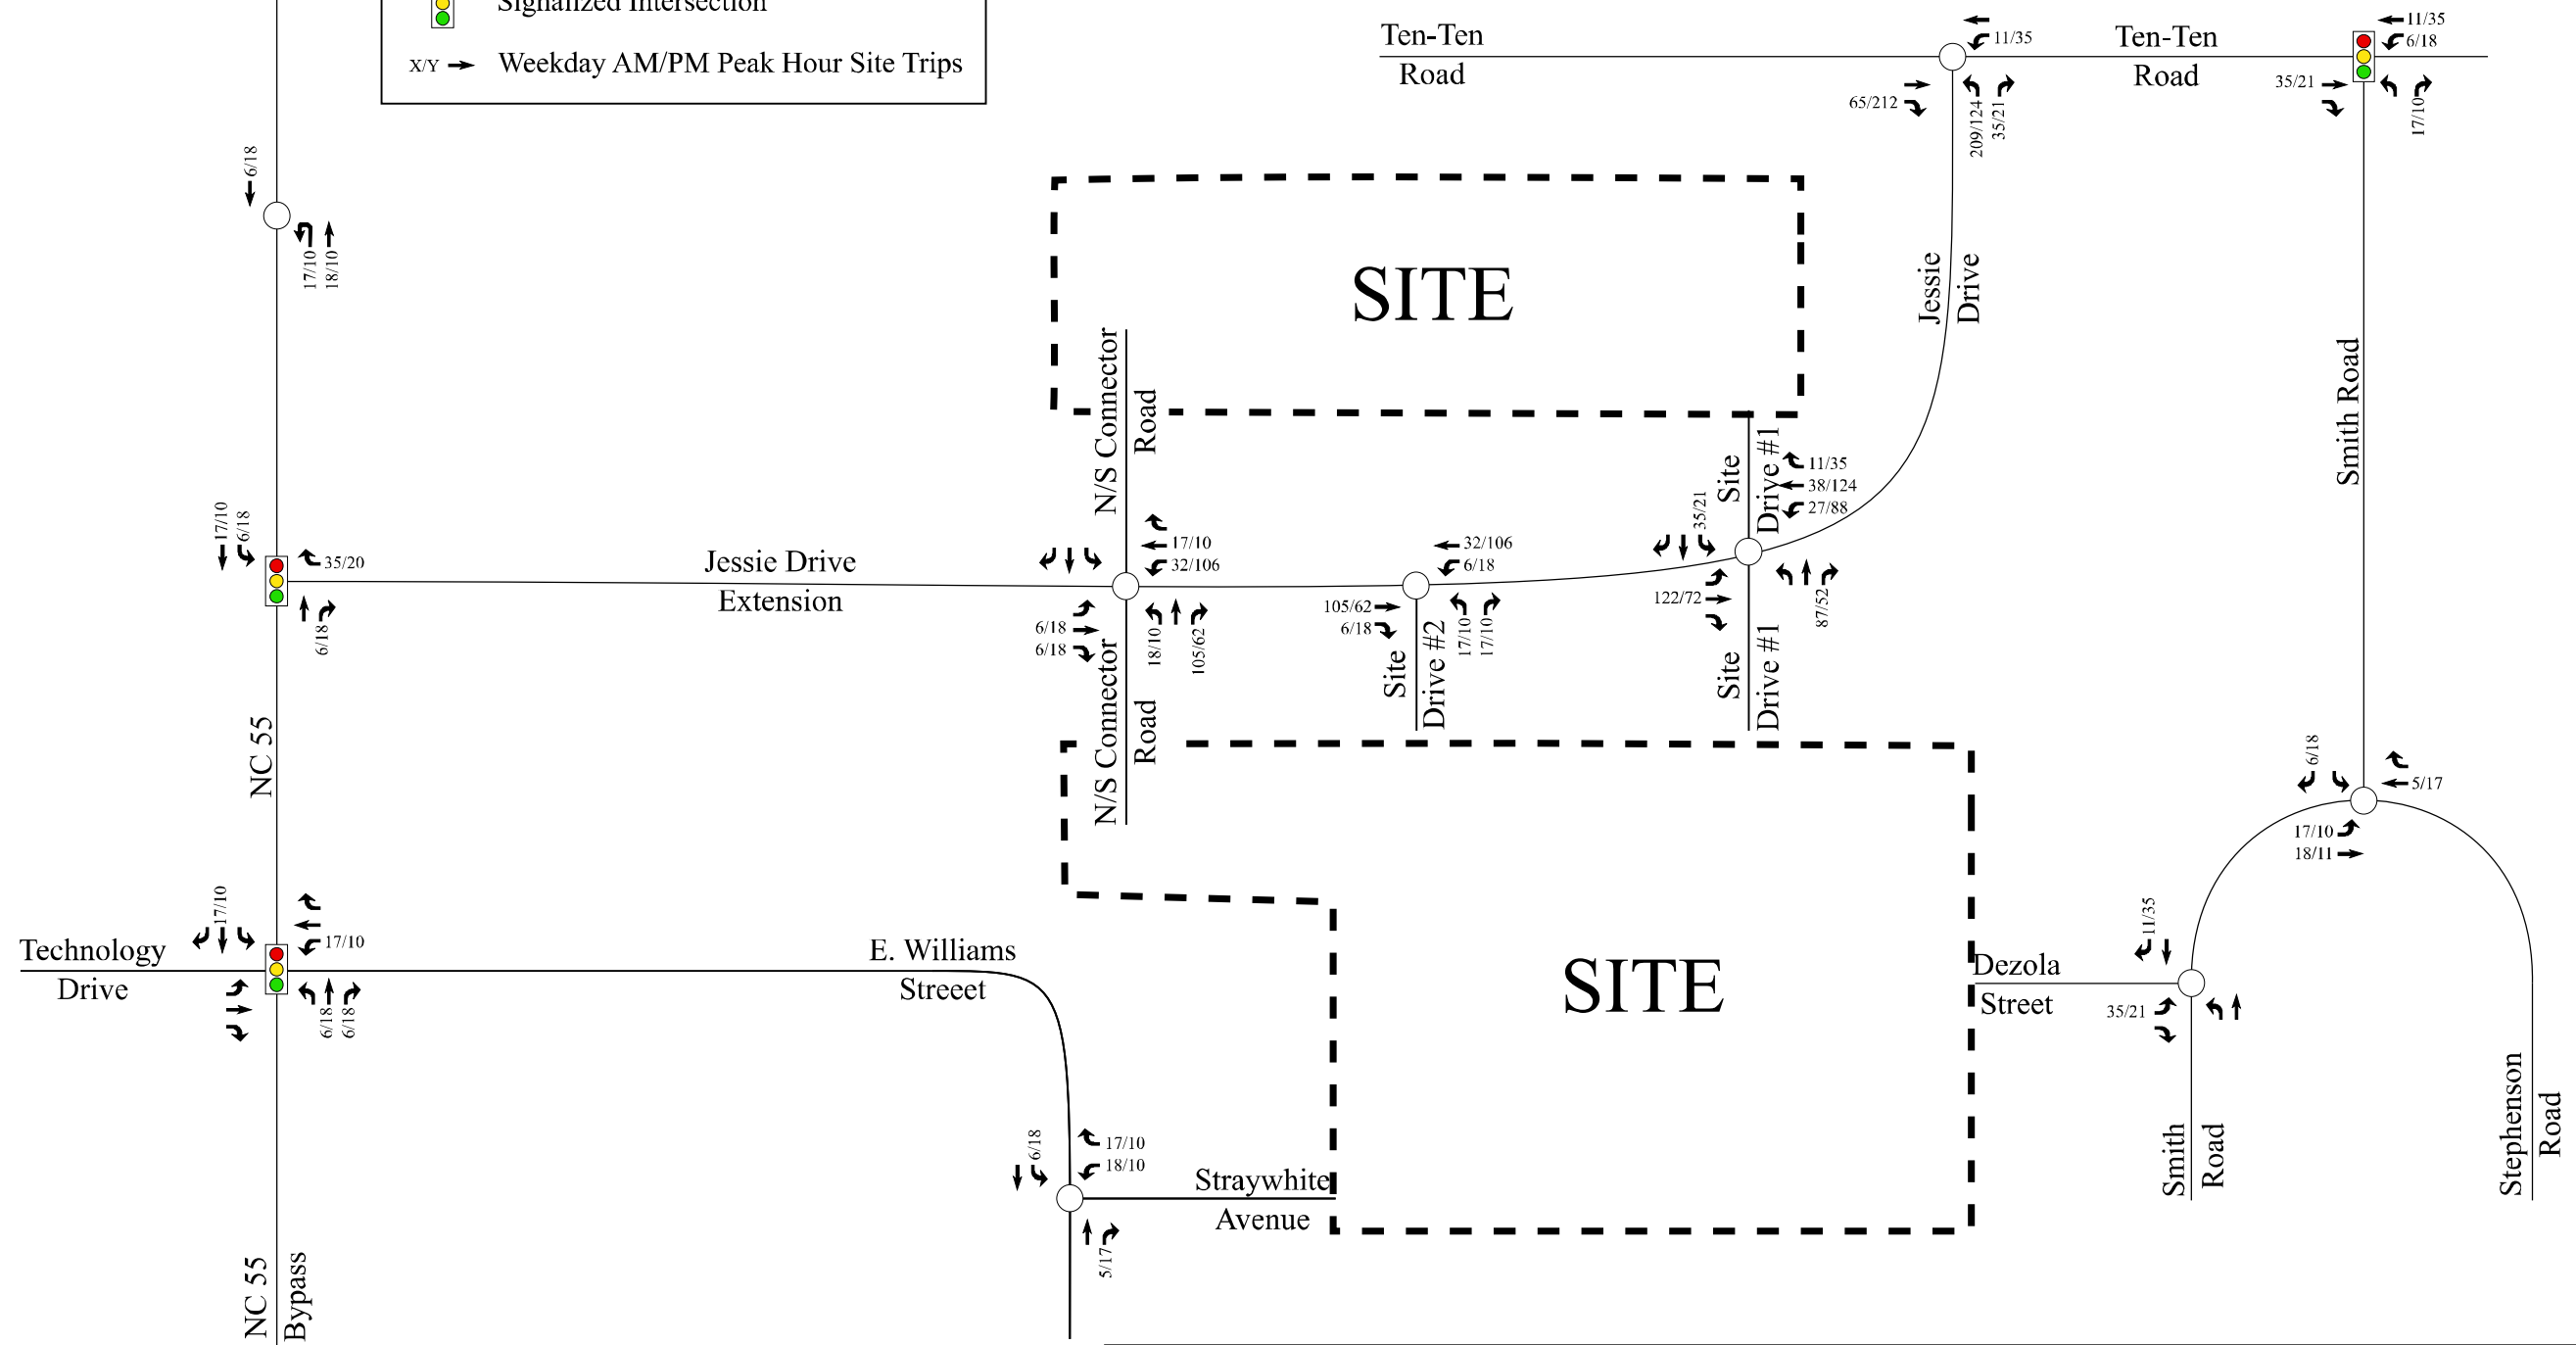 Signalized Intersection
X/Y Weekday AM/PM Peak Hour Site Trips
Ten-Ten
Road
11/35
65/212
209/124
35/21
Ten-Ten
Road
11/35
6/18
35/21
17/10
6/18
17/10
18/10
SITE
Jessie
Drive
Smith Road
N/S Connector
Road
17/10
6/18
35/20
6/18
Jessie Drive
Extension
17/10
32/106
6/18
6/18
18/10
105/62
N/S Connector
Road
32/106
6/18
105/62
6/18
17/10
17/10
Site
Drive #2
Site
Drive #1
35/21
11/35
38/124
27/88
122/72
87/52
Site
Drive #1
NC 55
6/18
5/17
17/10
18/11
17/10
17/10
6/18
6/18
Technology
Drive
E. Williams
Streeet
SITE
Dezola
Street
11/35
35/21
Smith
Road
Stephenson
Road
6/18
17/10
18/10
5/17
Straywhite
Avenue
NC 55
Bypass